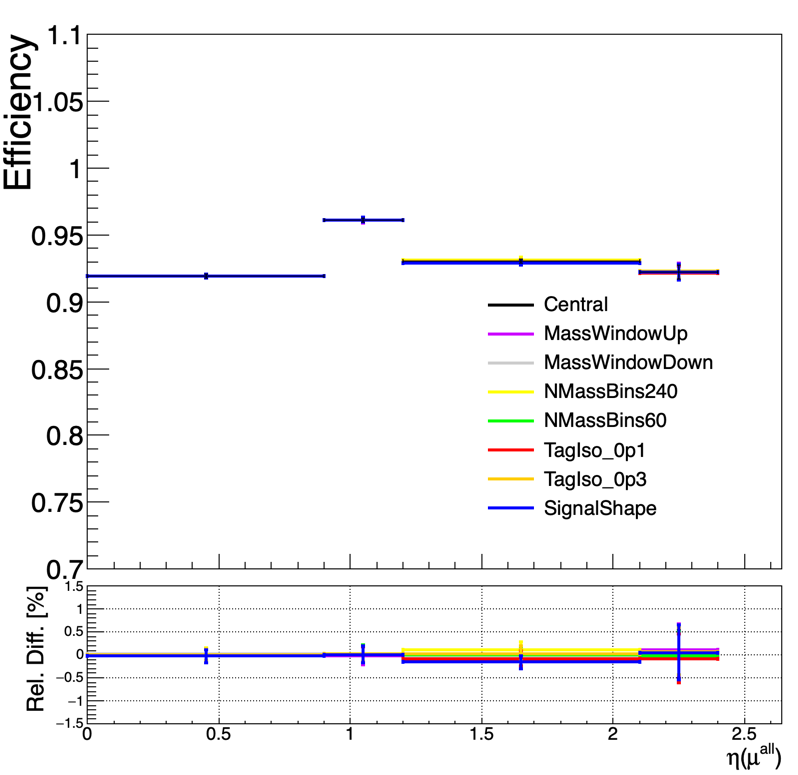 Efficiency
1.1
1.05
1
0.95
0.9
0.85
0.8
0.75
0.7
Central
MassWindowUp
MassWindowDown
NMassBins240
NMassBins60
TagIso_0p1
TagIso_0p3
SignalShape
Rel. Diff. [%]
1.5
1
0.5
0
−0.5
−1
−1.5
0 0.5 1 1.5 2 2.5
η(μ^all)